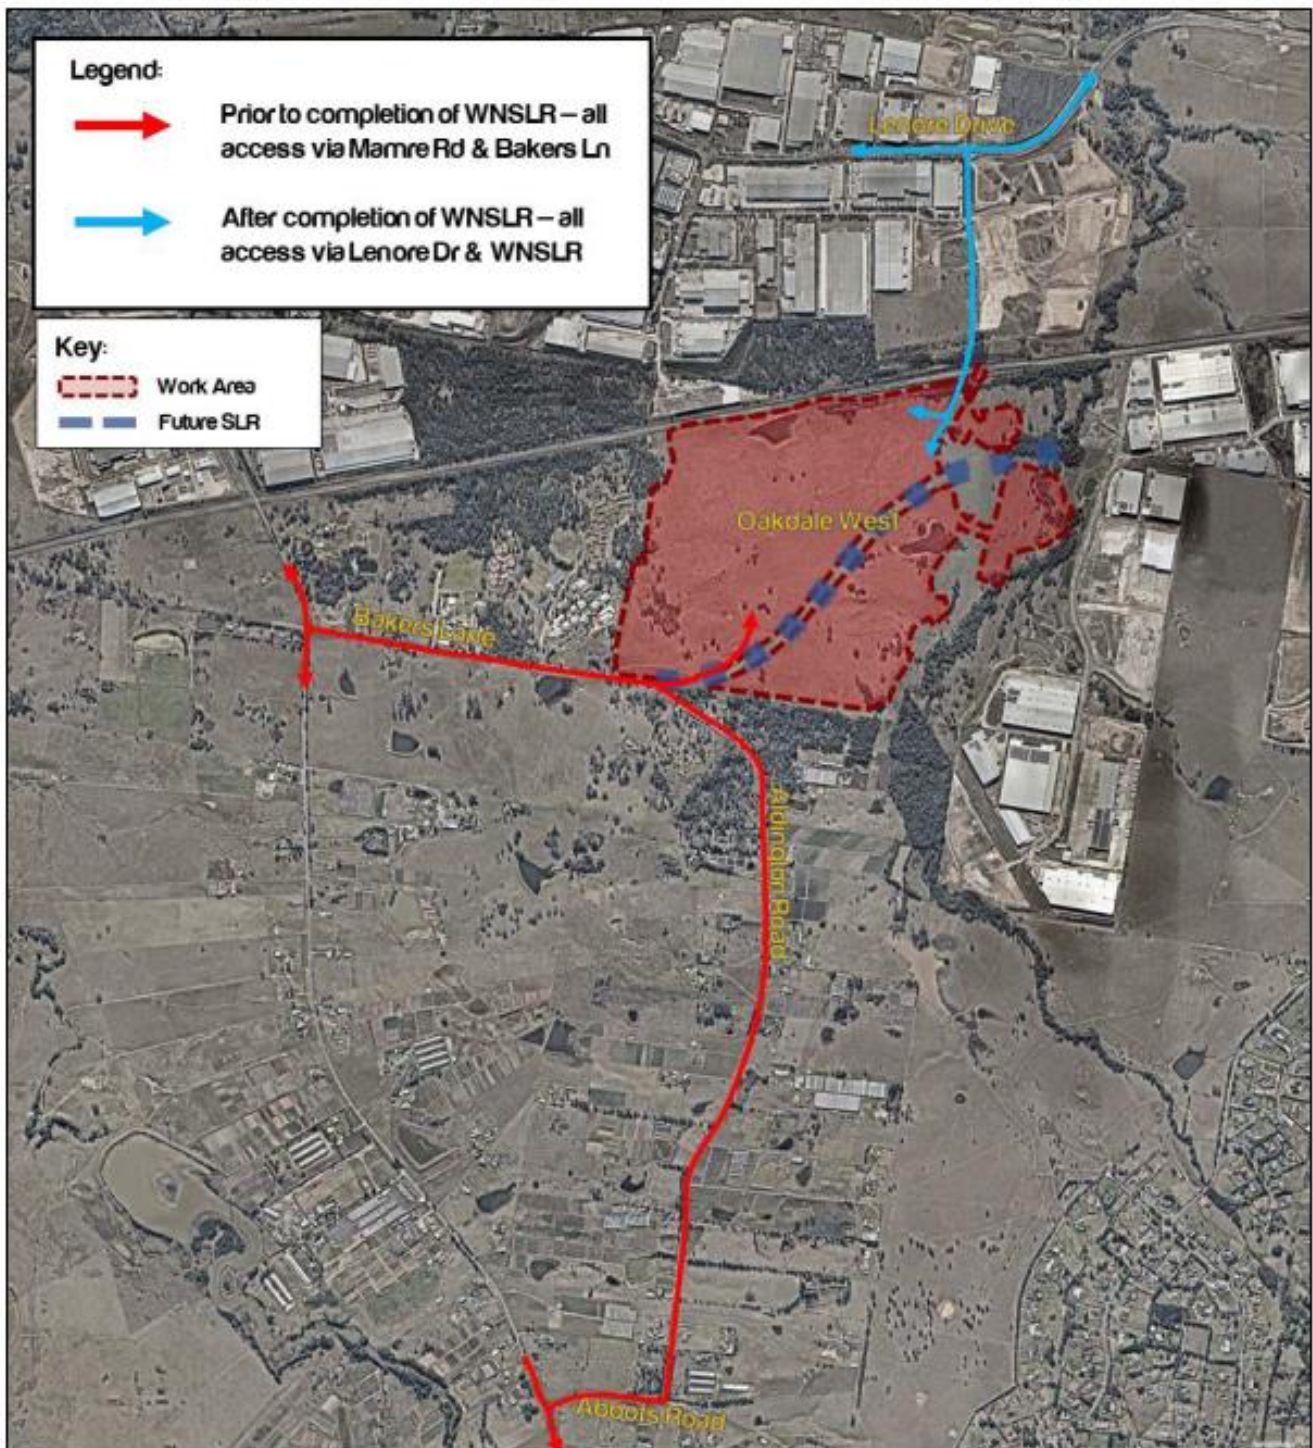 Legend:
Prior to completion of WNSLR – all
access via Mamre Rd & Bakers Ln
After completion of WNSLR – all
access via Lenore Dr & WNSLR
Key:
Work Area
Future SLR
Lenore Drive
Oakdale West
Bakers Lane
Aldington Road
Abbots Road